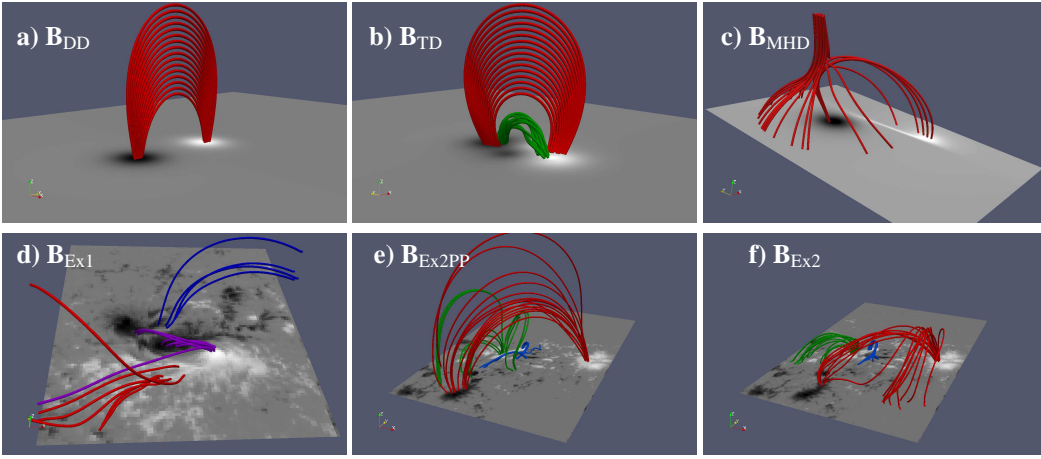 a) B_DD
b) B_TD
c) B_MHD
d) B_Ex1
e) B_Ex2PP
f) B_Ex2